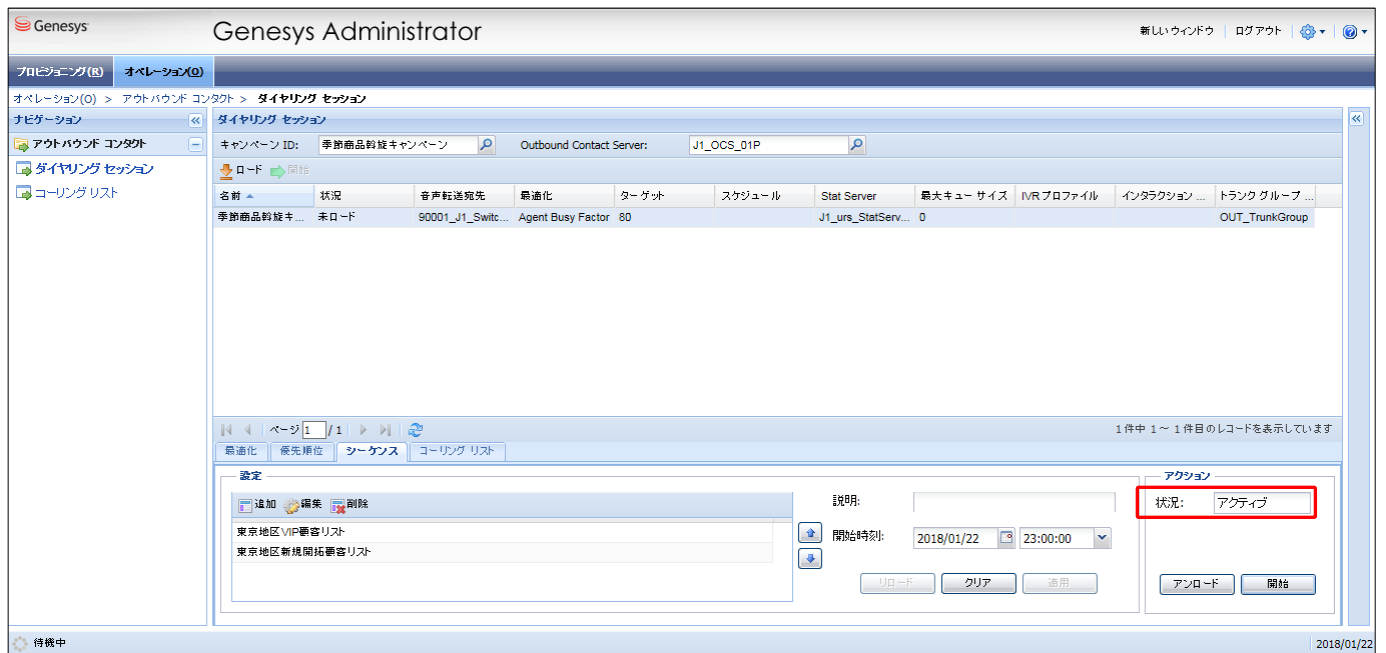 Genesys
Genesys Administrator
新しいウィンドウ ログアウト
プロビジョニング(R) オペレーション(O)
オペレーション(O) > アウトバウンド コンタクト > ダイヤリング セッション
ナビゲーション
アウトバウンド コンタクト
ダイヤリング セッション
コーリング リスト
ダイヤリング セッション
キャンペーン ID: 季節商品斡旋キャンペーン Outbound Contact Server: J1_OCS_01P
ロード 開始
名前 状況 音声転送宛先 最適化 ターゲット スケジュール Stat Server 最大キュー サイズ IVR プロファイル インタラクション ... トランク グループ ...
季節商品斡旋キ... 未ロード 90001_J1_Switc... Agent Busy Factor 80 J1_urs_StatServ... 0 OUT_TrunkGroup
ページ 1 / 1
1 件中 1 ～ 1 件目のレコードを表示しています
最適化 優先順位 シーケンス コーリング リスト
設定
追加 編集 削除
東京地区VIP顧客リスト
東京地区新規開拓顧客リスト
説明:
開始時刻: 2018/01/22 23:00:00
リロード クリア 適用
アクション
状況: アクティブ
アンロード 開始
待機中
2018/01/22